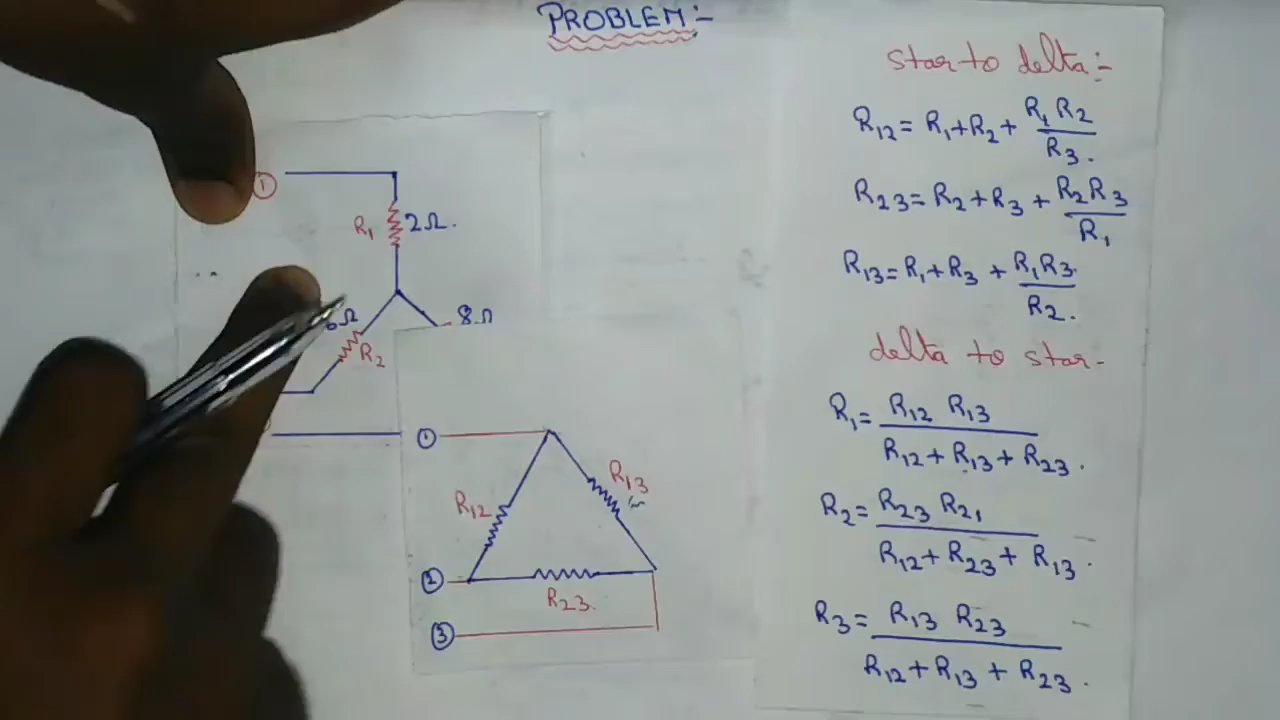 PROBLEM:-
① 
R₁ 2Ω.
8Ω
R₂
①
R₁₂
R₁₃
②
R₂₃.
③
star to delta:-
R₁₂ = R₁+R₂+ R₁R₂/R₃.
R₂₃ = R₂+R₃+ R₂R₃/R₁
R₁₃ = R₁+R₃ + R₁R₃/R₂.
delta to star-
R₁ = R₁₂ R₁₃/R₁₂+R₁₃+R₂₃.
R₂ = R₂₃ R₂₁/R₁₂+R₂₃+R₁₃.
R₃ = R₁₃ R₂₃/R₁₂+R₁₃+R₂₃.